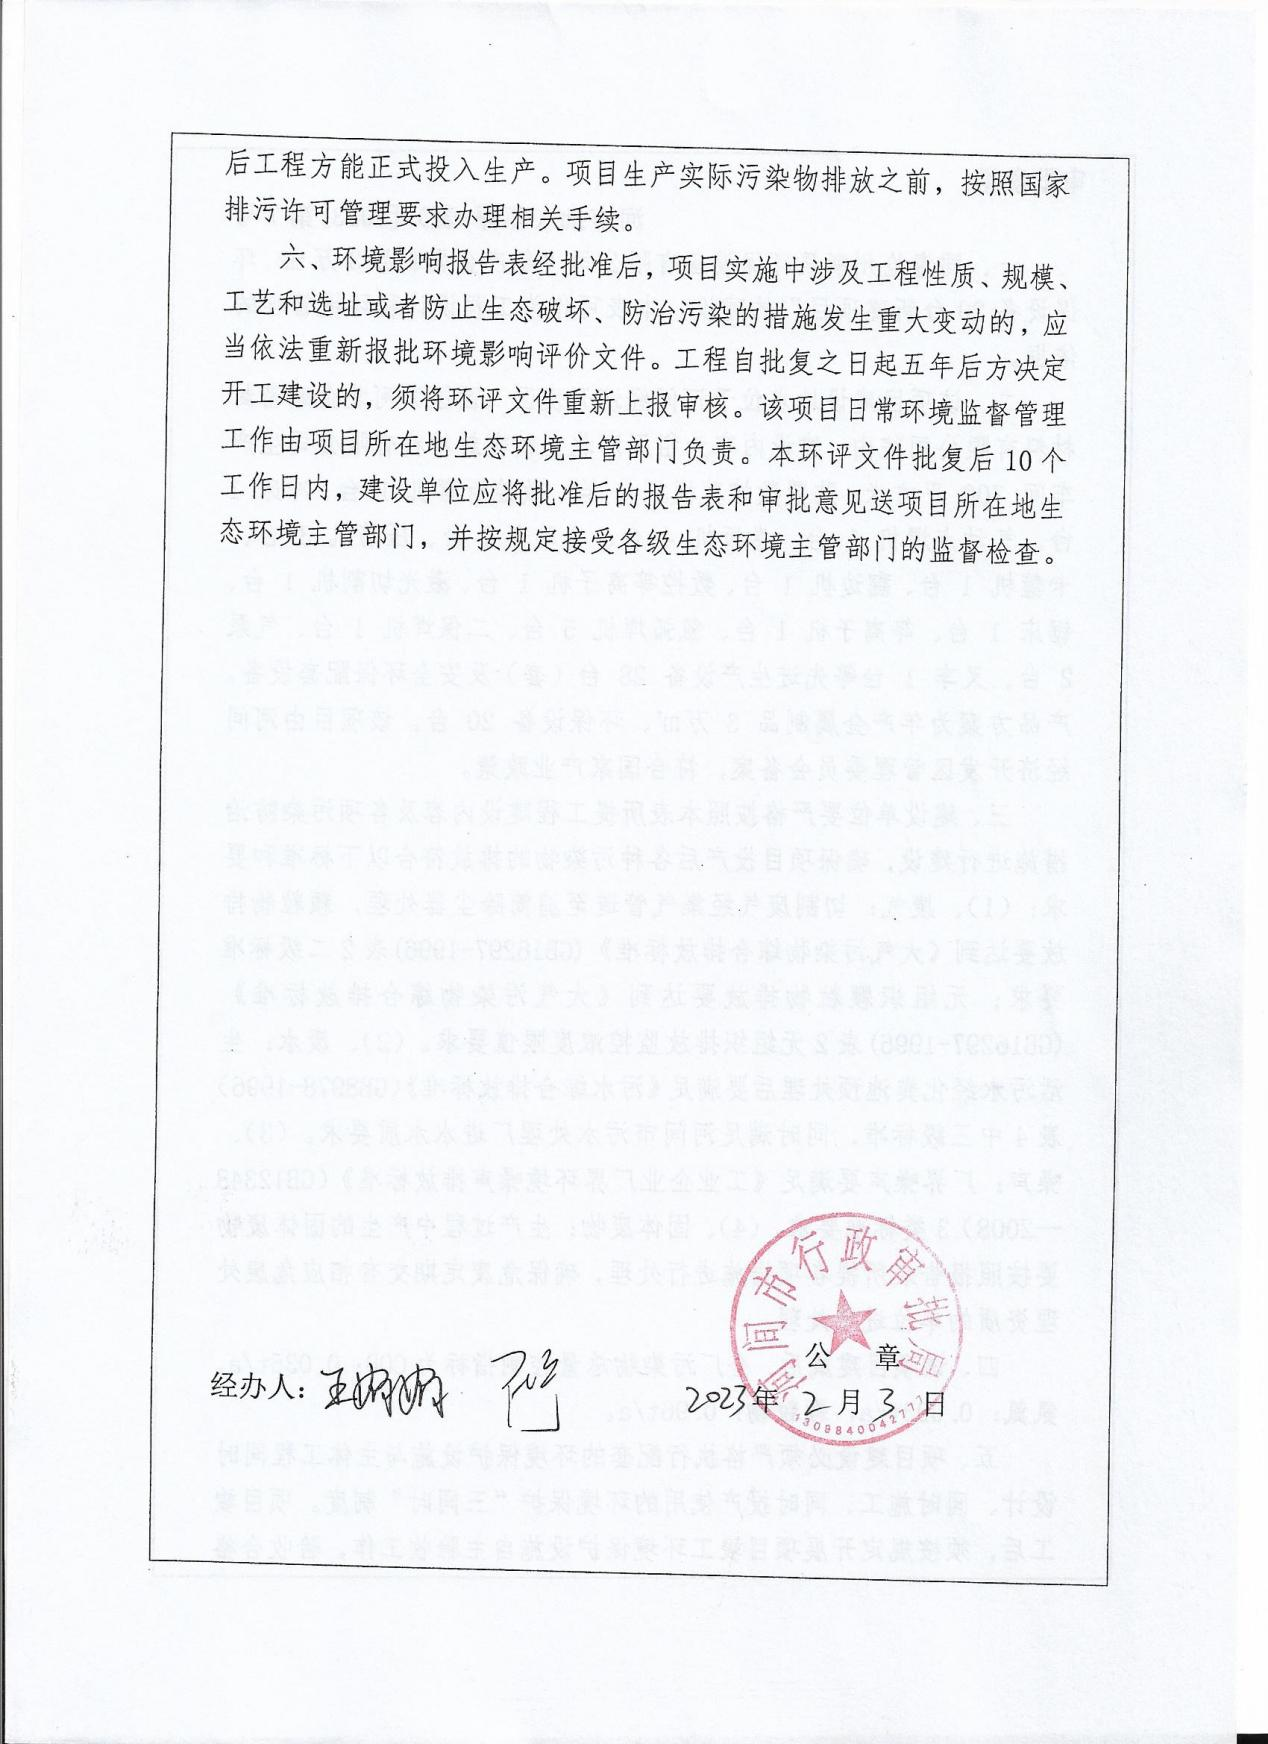 后工程方能正式投入生产。项目生产实际污染物排放之前，按照国家
排污许可管理要求办理相关手续。
六、环境影响报告表经批准后，项目实施中涉及工程性质、规模、
工艺和选址或者防止生态破坏、防治污染的措施发生重大变动的，应
当依法重新报批环境影响评价文件。工程自批复之日起五年后方决定
开工建设的，须将环评文件重新上报审核。该项目日常环境监督管理
工作由项目所在地生态环境主管部门负责。本环评文件批复后 10 个
工作日内，建设单位应将批准后的报告表和审批意见送项目所在地生
态环境主管部门，并按规定接受各级生态环境主管部门的监督检查。
河间市行政审批局
公 章
经办人：王
2023年 2 月 3 日
1309840042777